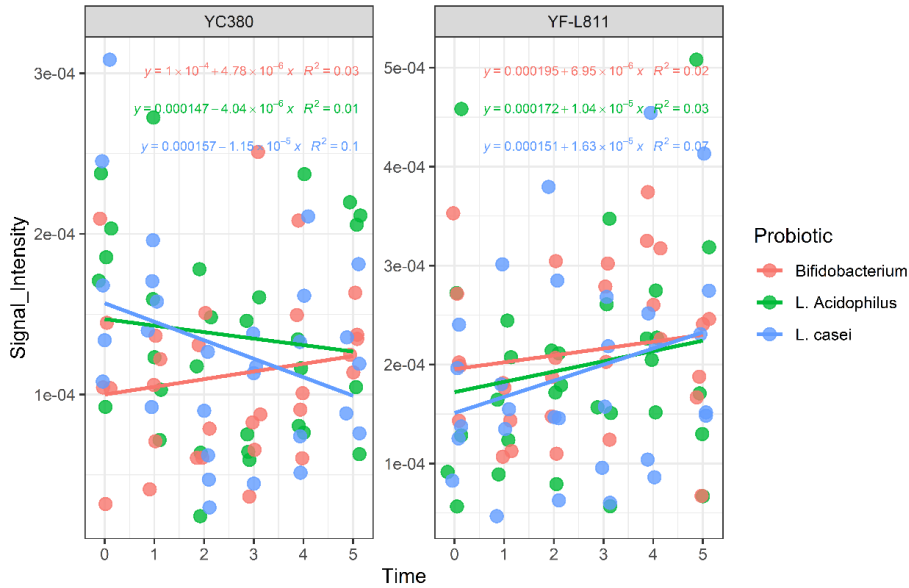 YC380
YF-L811
y = 1 × 10⁻⁴ + 4.78 × 10⁻⁶ x R² = 0.03
y = 0.000147 − 4.04 × 10⁻⁶ x R² = 0.01
y = 0.000157 − 1.15 × 10⁻⁵ x R² = 0.1
y = 0.000195 + 6.95 × 10⁻⁶ x R² = 0.02
y = 0.000172 + 1.04 × 10⁻⁵ x R² = 0.03
y = 0.000151 + 1.63 × 10⁻⁵ x R² = 0.07
3e-04
2e-04
1e-04
5e-04
4e-04
3e-04
2e-04
1e-04
Signal_Intensity
0 1 2 3 4 5
0 1 2 3 4 5
Time
Probiotic
Bifidobacterium
L. Acidophilus
L. casei